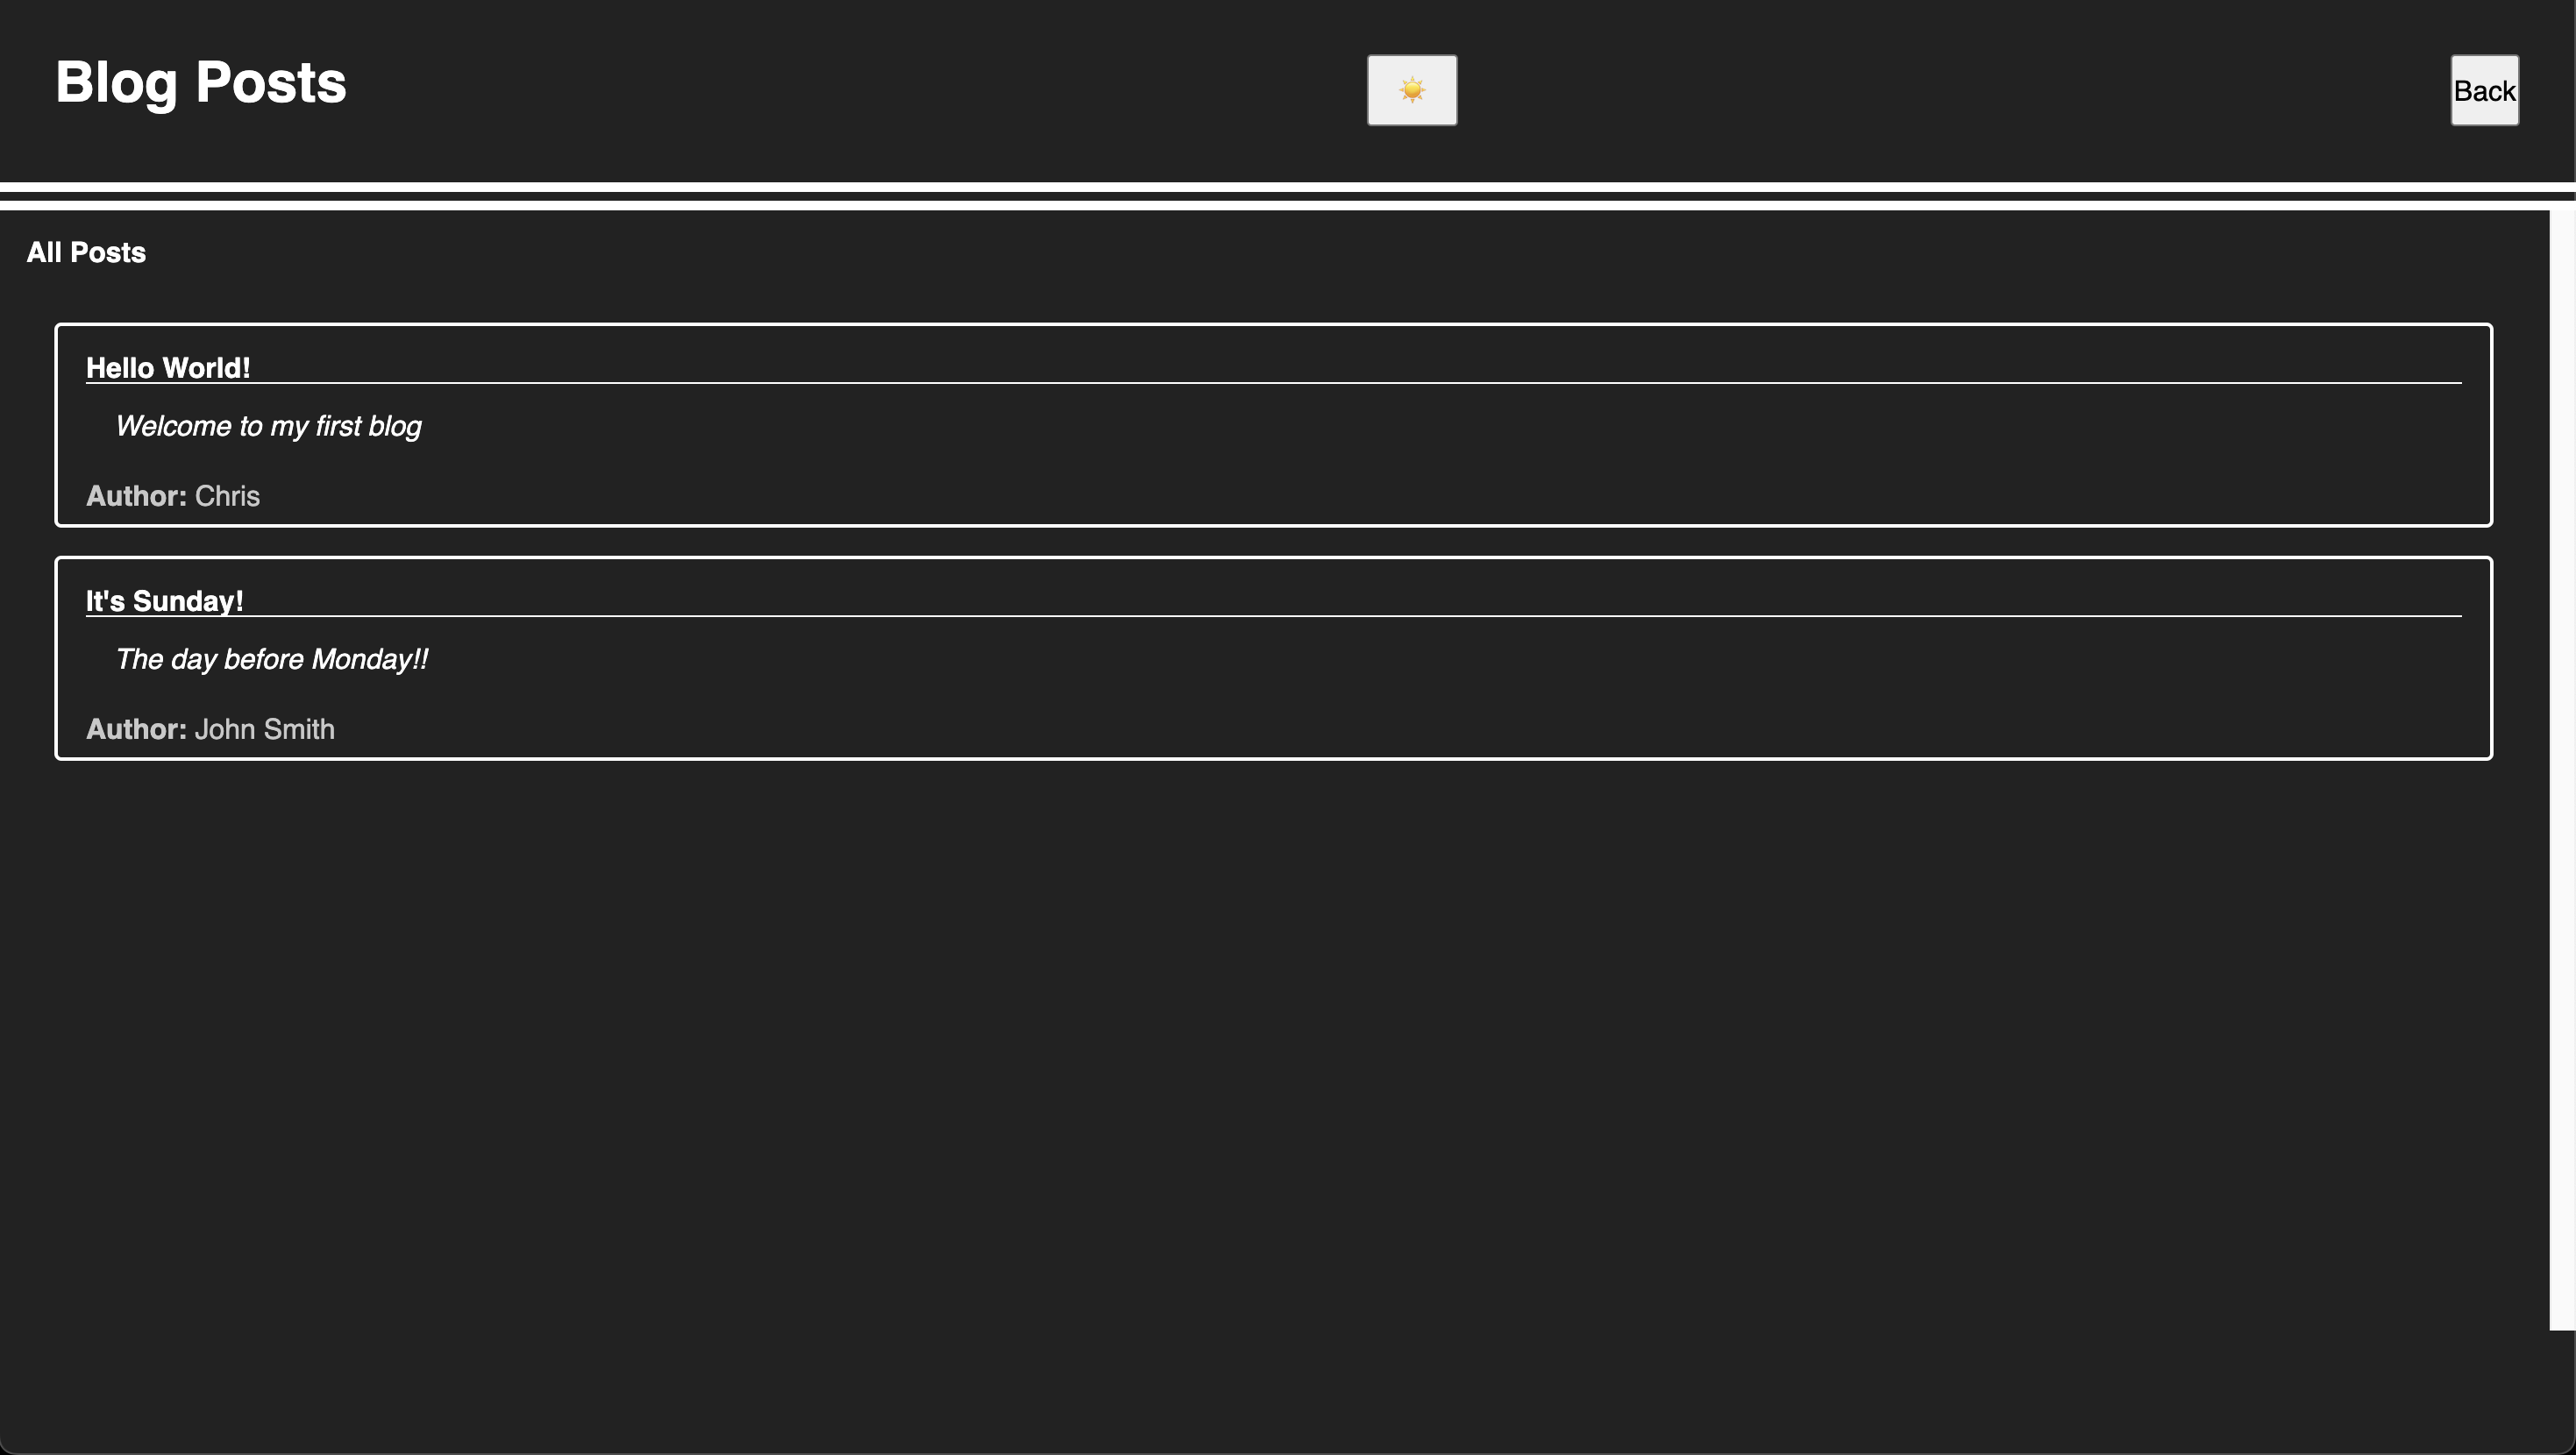 Blog Posts
☀️
Back
All Posts
Hello World!
Welcome to my first blog
Author: Chris
It's Sunday!
The day before Monday!!
Author: John Smith